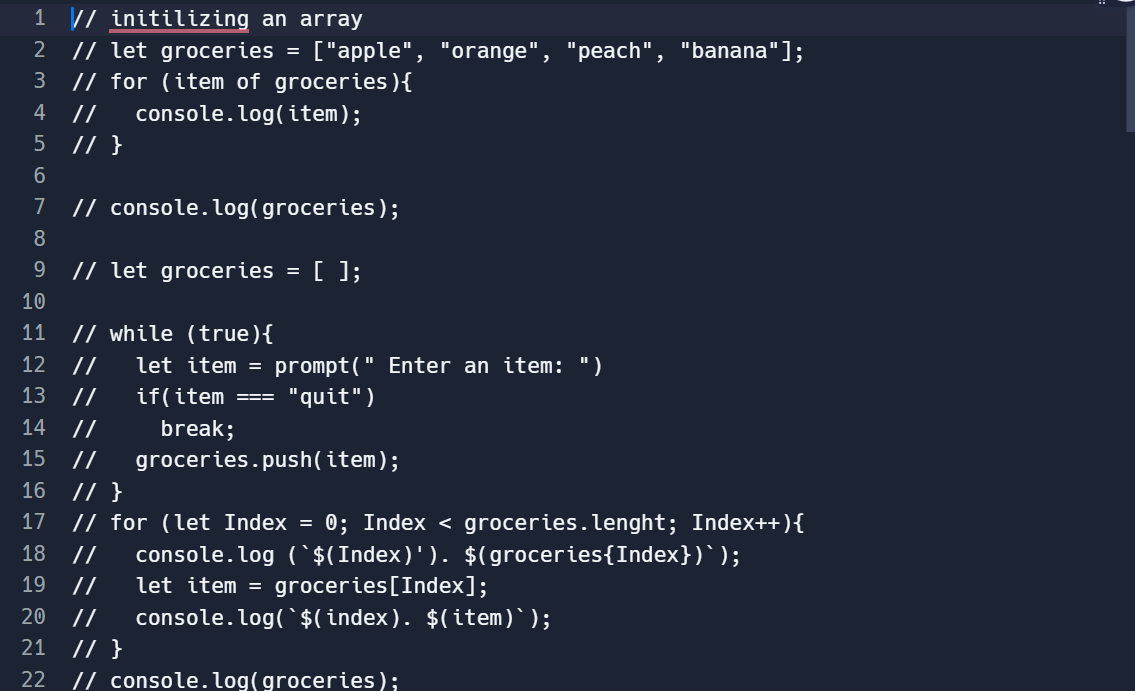 1 // initilizing an array
2 // let groceries = ["apple", "orange", "peach", "banana"];
3 // for (item of groceries){
4 //   console.log(item);
5 // }
6
7 // console.log(groceries);
8
9 // let groceries = [ ];
10
11 // while (true){
12 //   let item = prompt(" Enter an item: ")
13 //   if(item === "quit")
14 //     break;
15 //   groceries.push(item);
16 // }
17 // for (let Index = 0; Index < groceries.lenght; Index++){
18 //   console.log (`$(Index)'). $(groceries{Index})`);
19 //   let item = groceries[Index];
20 //   console.log(`$(index). $(item)`);
21 // }
22 // console.log(groceries);